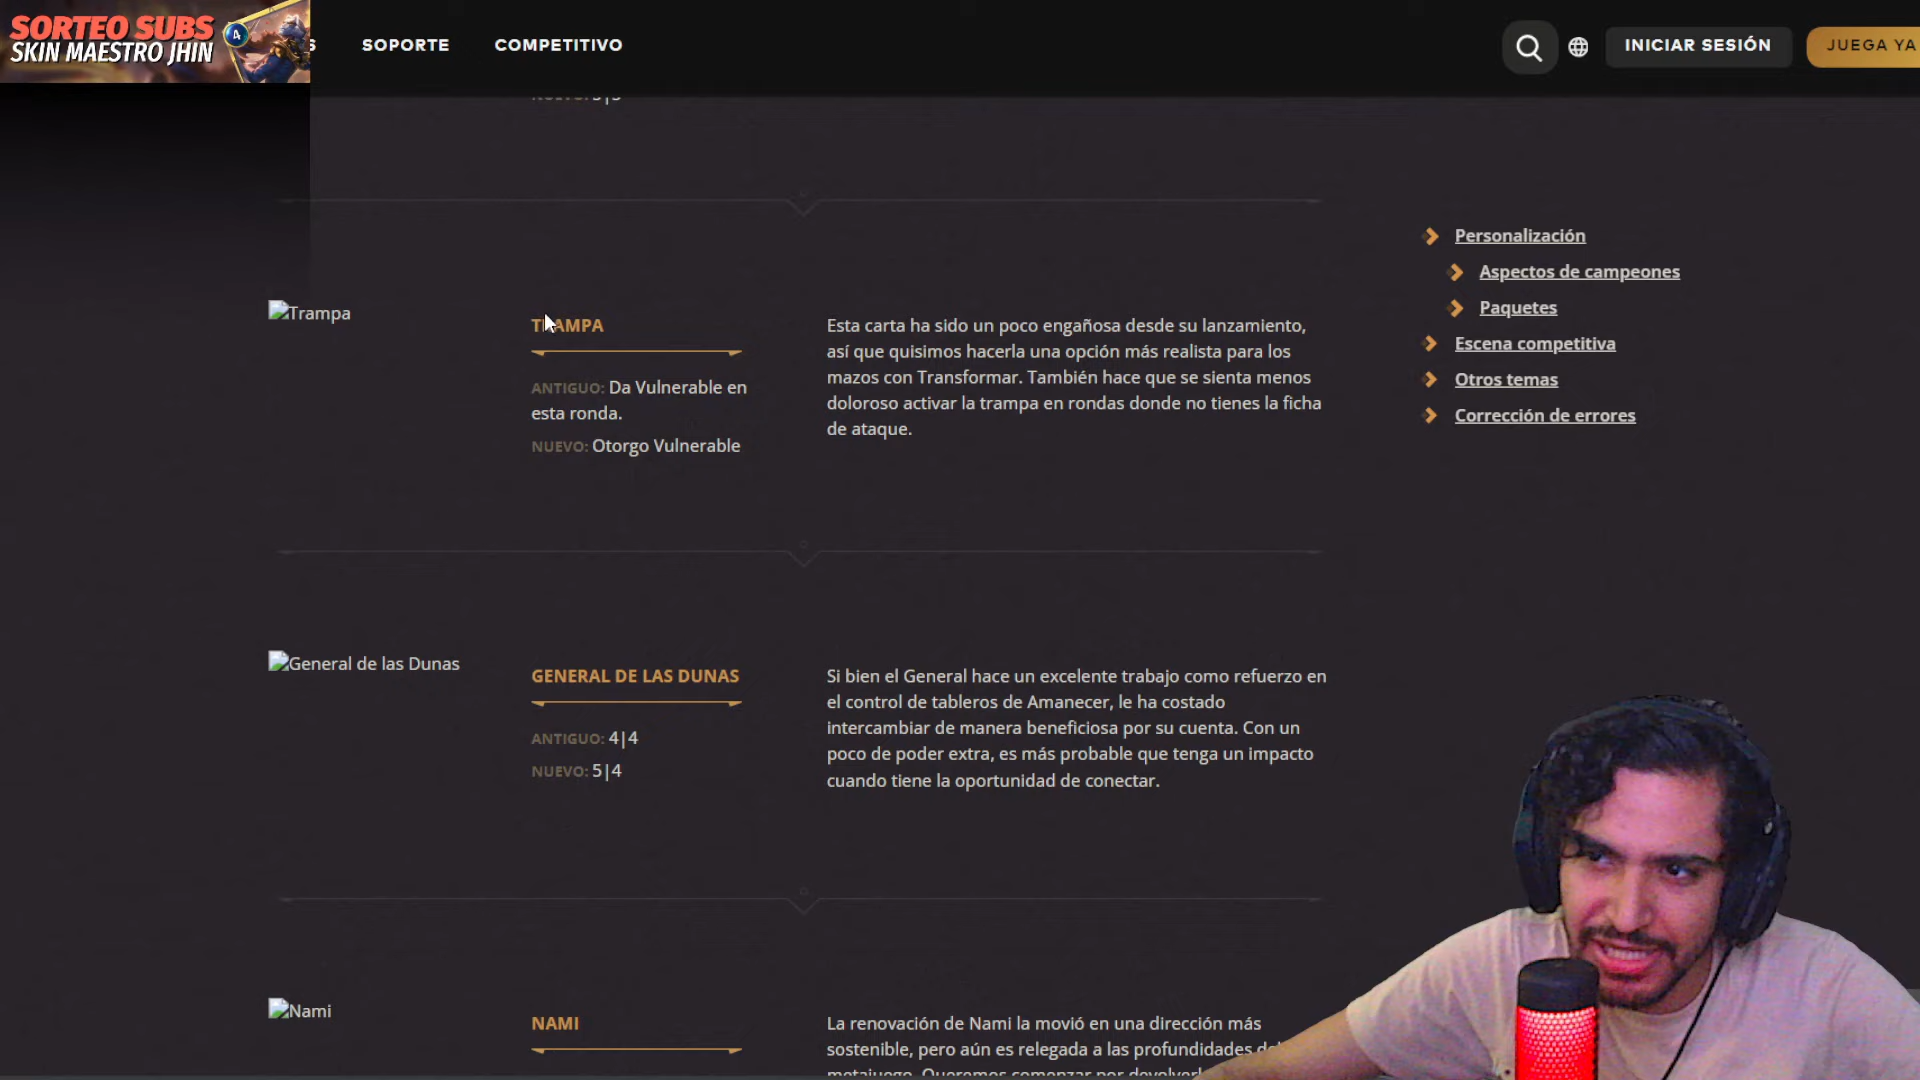 SORTEO SUBS
SKIN MAESTRO JHIN
4
S
SOPORTE
COMPETITIVO
INICIAR SESIÓN
JUEGA YA
Personalización
Aspectos de campeones
Paquetes
Escena competitiva
Otros temas
Corrección de errores
Trampa
TRAMPA
ANTIGUO: Da Vulnerable en
esta ronda.
NUEVO: Otorgo Vulnerable
Esta carta ha sido un poco engañosa desde su lanzamiento,
así que quisimos hacerla una opción más realista para los
mazos con Transformar. También hace que se sienta menos
doloroso activar la trampa en rondas donde no tienes la ficha
de ataque.
General de las Dunas
GENERAL DE LAS DUNAS
ANTIGUO: 4|4
NUEVO: 5|4
Si bien el General hace un excelente trabajo como refuerzo en
el control de tableros de Amanecer, le ha costado
intercambiar de manera beneficiosa por su cuenta. Con un
poco de poder extra, es más probable que tenga un impacto
cuando tiene la oportunidad de conectar.
Nami
NAMI
La renovación de Nami la movió en una dirección más
sostenible, pero aún es relegada a las profundidades
metajuego. Queremos comenzar por